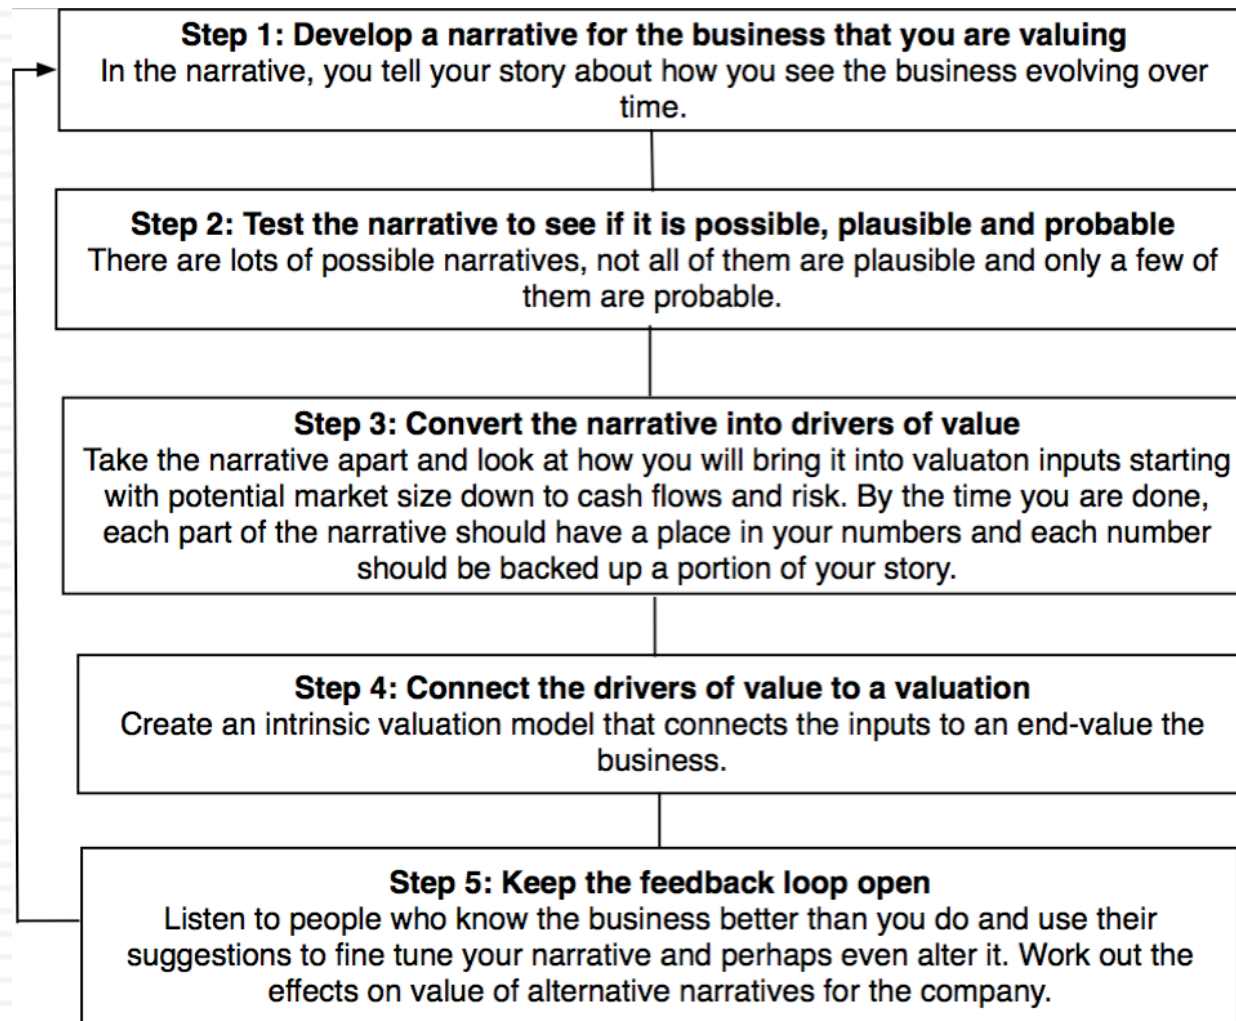 Step 1: Develop a narrative for the business that you are valuing
In the narrative, you tell your story about how you see the business evolving over
time.
Step 2: Test the narrative to see if it is possible, plausible and probable
There are lots of possible narratives, not all of them are plausible and only a few of
them are probable.
Step 3: Convert the narrative into drivers of value
Take the narrative apart and look at how you will bring it into valuaton inputs starting
with potential market size down to cash flows and risk. By the time you are done,
each part of the narrative should have a place in your numbers and each number
should be backed up a portion of your story.
Step 4: Connect the drivers of value to a valuation
Create an intrinsic valuation model that connects the inputs to an end-value the
business.
Step 5: Keep the feedback loop open
Listen to people who know the business better than you do and use their
suggestions to fine tune your narrative and perhaps even alter it. Work out the
effects on value of alternative narratives for the company.